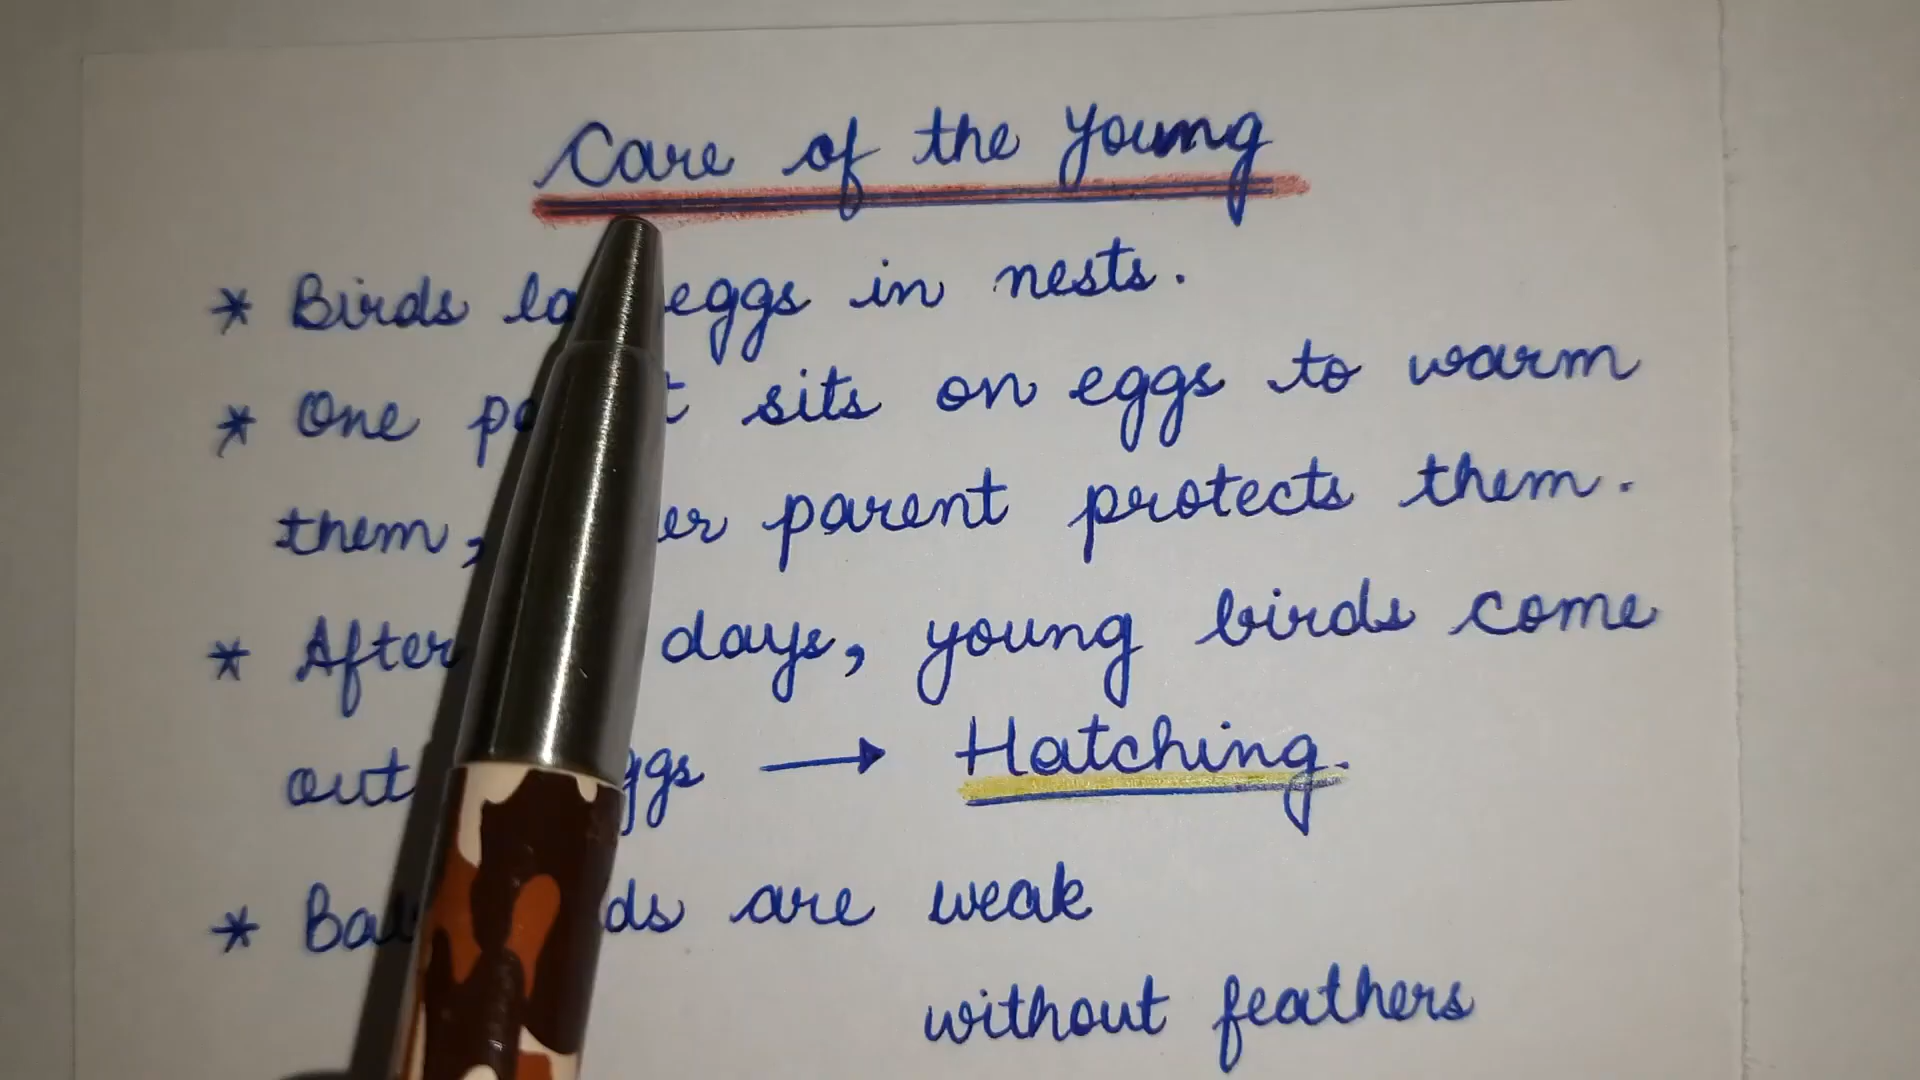 Care of the Young
* Birds eggs in nests.
* One sits on eggs to warm
them, parent protects them.
* After days, young birds come
out → Hatching.
* are weak
without feathers